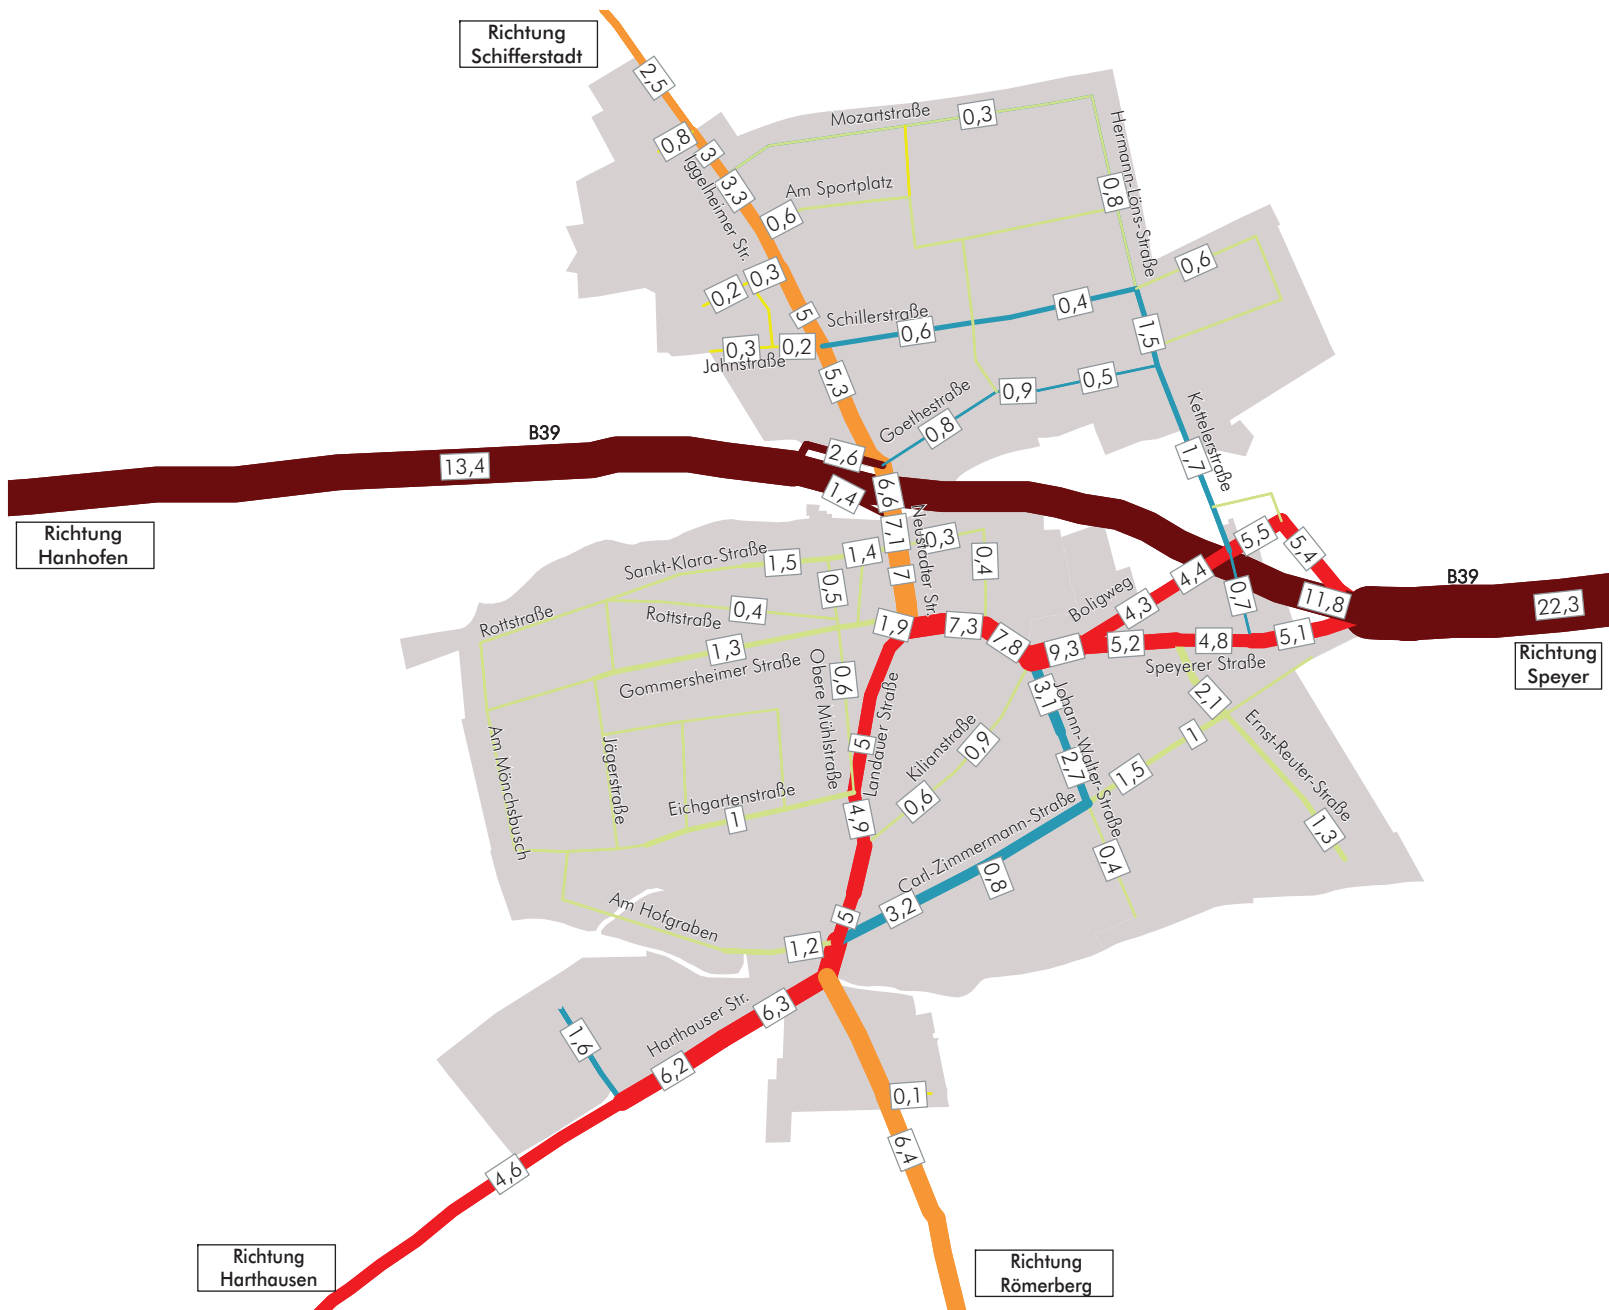 Richtung
Schifferstadt
2,5
0,8
3
3,3
Iggelheimer Str.
Mozartstraße
0,3
Hermann-Löns-Straße
0,8
Am Sportplatz
0,6
0,3
0,2
5
Schillerstraße
0,6
0,4
0,6
1,5
0,3
0,2
Jahnstraße
5,3
Goethestraße
0,8
0,9
0,5
Kettelerstraße
1,7
B39
13,4
2,6
1,4
6,6
7,1
7
Neustadter Str.
0,3
0,4
Richtung
Hanhofen
Sankt-Klara-Straße
1,5
1,4
0,5
Rottstraße
Rottstraße
0,4
1,3
Gommersheimer Straße
1,9
7,3
7,8
9,3
Boligweg
4,3
4,4
5,5
5,4
0,7
11,8
B39
22,3
Richtung
Speyer
5,2
4,8
5,1
Speyerer Straße
2,1
Ernst-Reuter-Straße
1,3
1
1,5
3,1
2,7
Johann-Walter-Straße
0,4
Obere Mühlstraße
0,6
Landauer Straße
5
4,9
Kilianstraße
0,9
0,6
Am Mönchsbusch
Jägerstraße
Eichgartenstraße
1
Carl-Zimmermann-Straße
0,8
3,2
5
Am Hofgraben
1,2
Harthauser Str.
6,3
6,2
1,6
4,6
0,1
6,4
Richtung
Harthausen
Richtung
Römerberg